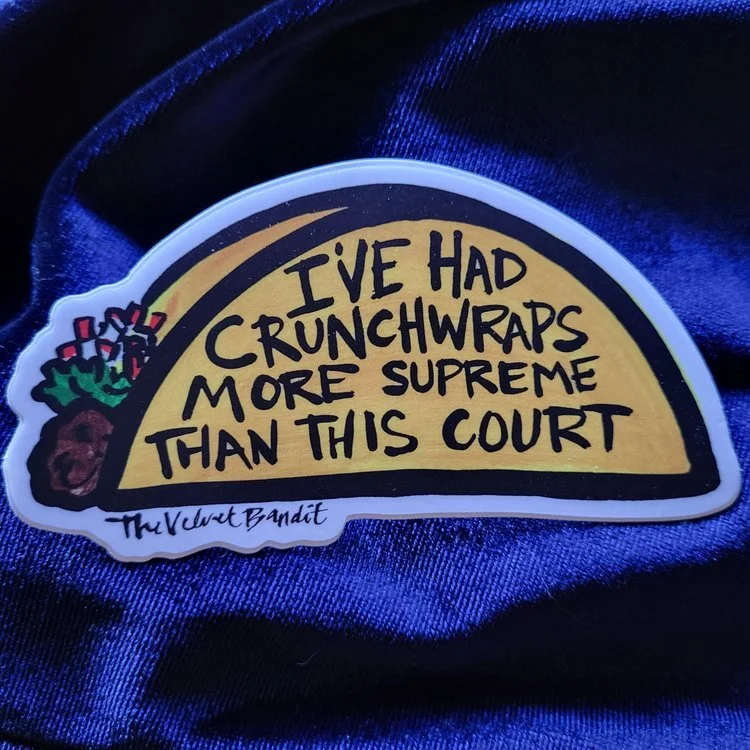 I'VE HAD
CRUNCHWRAPS
MORE SUPREME
THAN THIS COURT
The Velvet Bandit